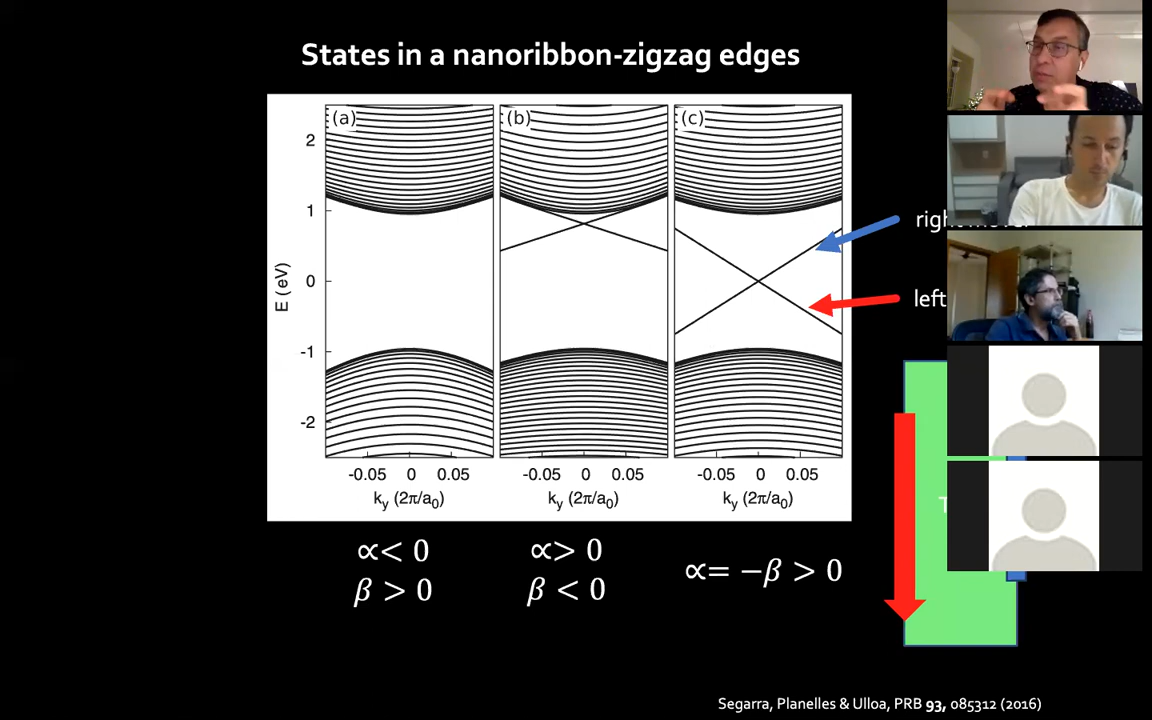 States in a nanoribbon-zigzag edges
(a) (b) (c)
2
1
0
-1
-2
E (eV)
-0.05 0 0.05 -0.05 0 0.05 -0.05 0 0.05
k_y (2π/a_0) k_y (2π/a_0) k_y (2π/a_0)
left
∝< 0 ∝> 0 ∝= −β > 0
β > 0 β < 0
Segarra, Planelles & Ulloa, PRB 93, 085312 (2016)